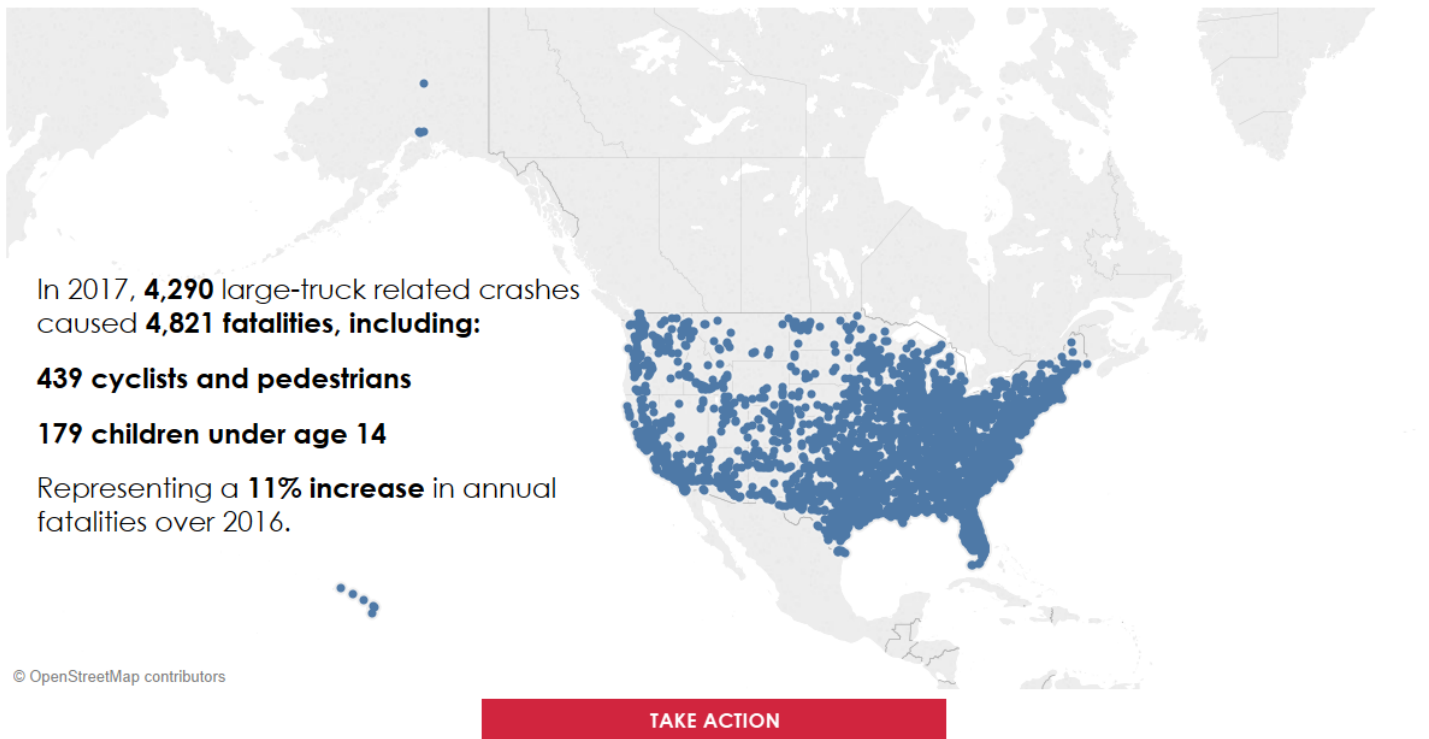 In 2017, 4,290 large-truck related crashes
caused 4,821 fatalities, including:
439 cyclists and pedestrians
179 children under age 14
Representing a 11% increase in annual
fatalities over 2016.
© OpenStreetMap contributors
TAKE ACTION